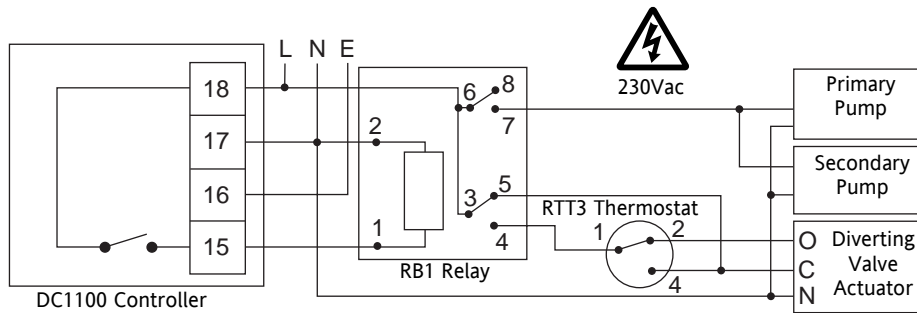 L N E
18
17
16
15
DC1100 Controller
2
1
6
8
7
3
5
4
RB1 Relay
230Vac
RTT3 Thermostat
1
2
4
Primary
Pump
Secondary
Pump
O
C
N
Diverting
Valve
Actuator